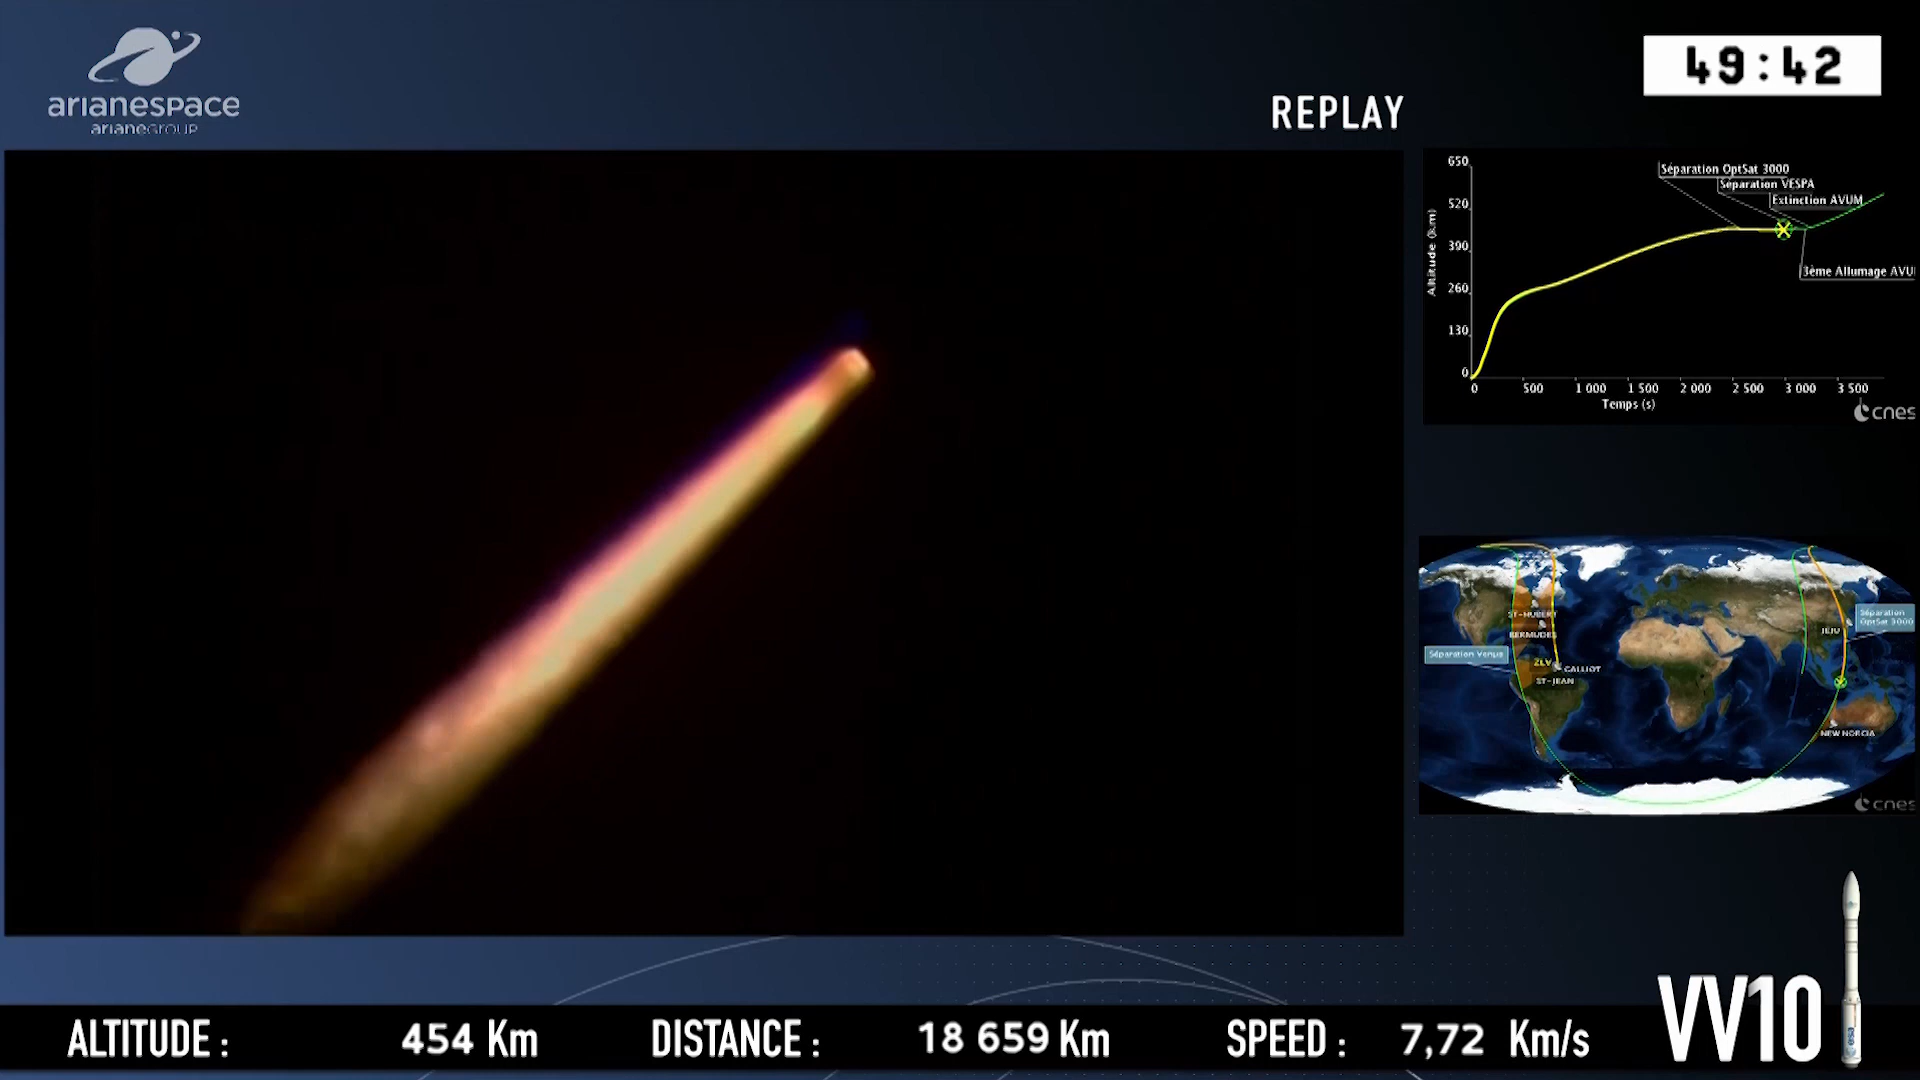 arianespace
arianeGROUP
REPLAY
49:42
650
520
390
260
130
0
Altitude (km)
Séparation OptSat 3000
Séparation VESPA
Extinction AVUM
3ème Allumage AVU
0 500 1 000 1 500 2 000 2 500 3 000 3 500
Temps (s)
cnes
ST-HUBERT
BERMUDES
Séparation Venµs
ZLV
GALLIOT
ST-JEAN
JEJU
Séparation
OptSat 3000
NEW NORCIA
cnes
VV10
esa
ALTITUDE : 454 Km DISTANCE : 18 659 Km SPEED : 7,72 Km/s